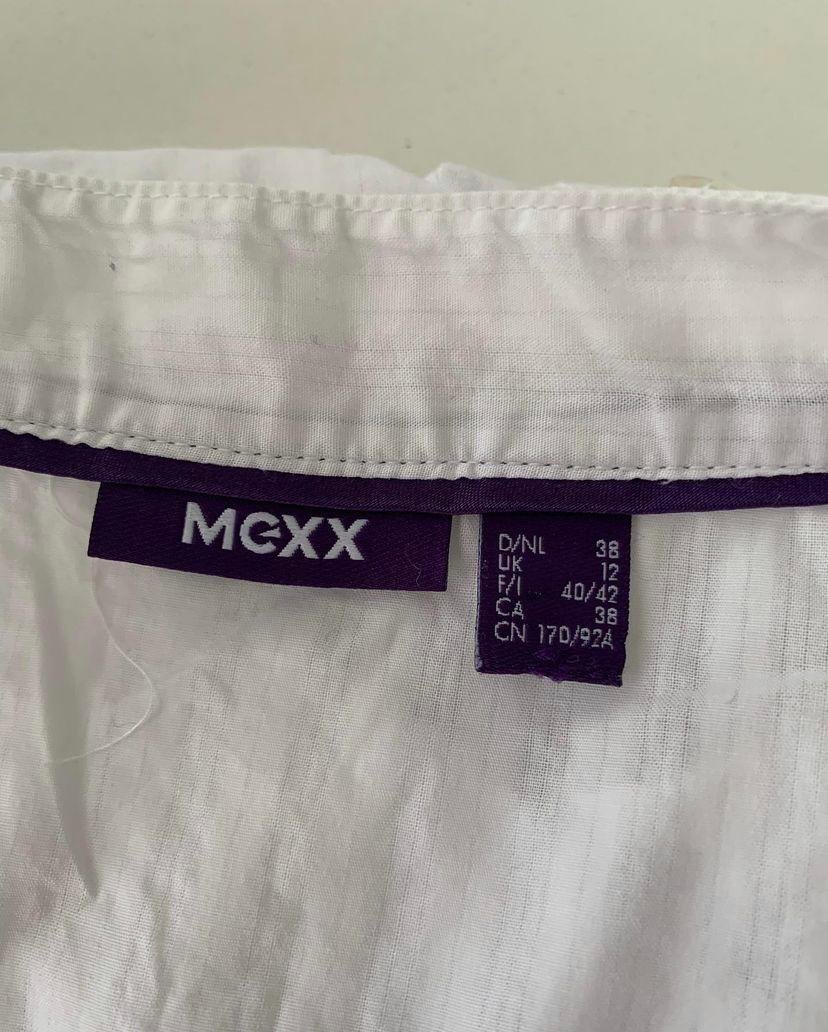 MEXX
D/NL 38
UK 12
F/I 40/42
CA 38
CN 170/92A